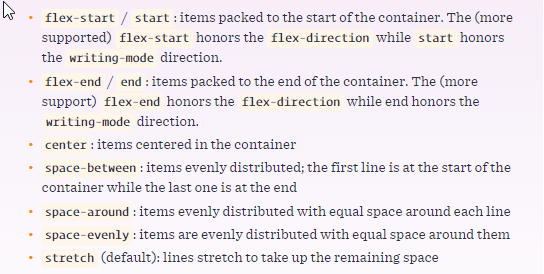 • flex-start / start: items packed to the start of the container. The (more
supported) flex-start honors the flex-direction while start honors
the writing-mode direction.
• flex-end / end: items packed to the end of the container. The (more
support) flex-end honors the flex-direction while end honors the
writing-mode direction.
• center: items centered in the container
• space-between: items evenly distributed; the first line is at the start of the
container while the last one is at the end
• space-around: items evenly distributed with equal space around each line
• space-evenly: items are evenly distributed with equal space around them
• stretch (default): lines stretch to take up the remaining space